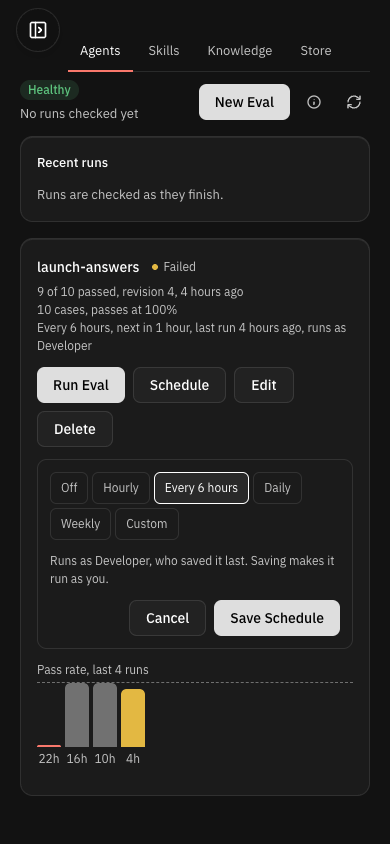 Agents Skills Knowledge Store
Healthy
No runs checked yet
New Eval
Recent runs
Runs are checked as they finish.
launch-answers Failed
9 of 10 passed, revision 4, 4 hours ago
10 cases, passes at 100%
Every 6 hours, next in 1 hour, last run 4 hours ago, runs as
Developer
Run Eval Schedule Edit
Delete
Off Hourly Every 6 hours Daily
Weekly Custom
Runs as Developer, who saved it last. Saving makes it
run as you.
Cancel Save Schedule
Pass rate, last 4 runs
22h 16h 10h 4h